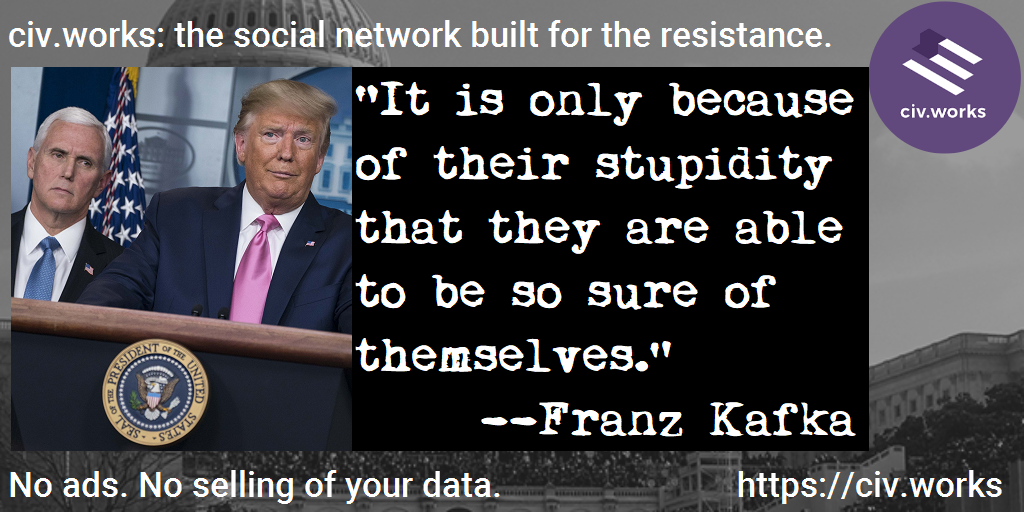 civ.works: the social network built for the resistance.
civ.works
"It is only because
of their stupidity
that they are able
to be so sure of
themselves."
--Franz Kafka
SEAL OF THE PRESIDENT OF THE UNITED STATES
No ads. No selling of your data.
https://civ.works